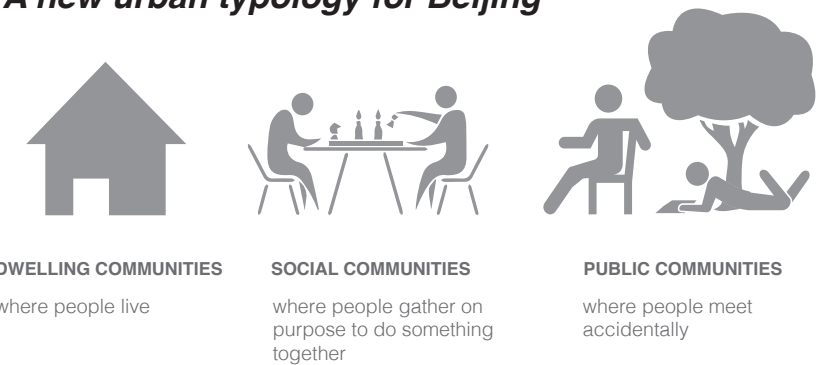 A new urban typology for Beijing
DWELLING COMMUNITIES
where people live
SOCIAL COMMUNITIES
where people gather on
purpose to do something
together
PUBLIC COMMUNITIES
where people meet
accidentally